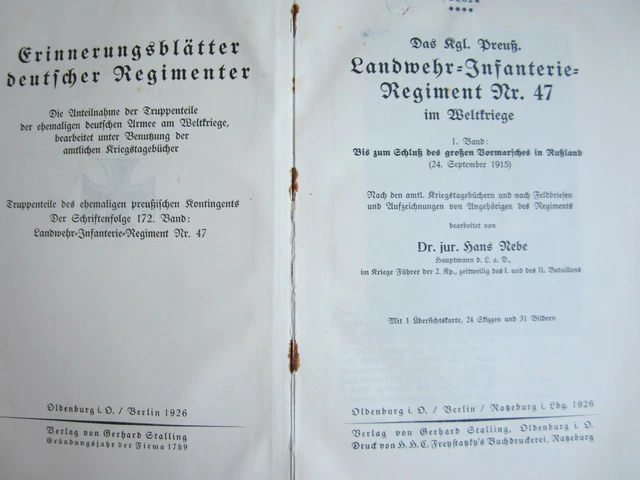 Erinnerungsblätter
deutscher Regimenter
Die Anteilnahme der Truppenteile
der ehemaligen deutschen Armee am Weltkriege,
bearbeitet unter Benutzung der
amtlichen Kriegstagebücher
Truppenteile des ehemaligen preußischen Kontingents
Der Schriftenfolge 172. Band:
Landwehr-Infanterie-Regiment Nr. 47
Oldenburg i. O. / Berlin 1926
Verlag von Gerhard Stalling
Gründungsjahr der Firma 1789
Das Kgl. Preuß.
Landwehr-Infanterie-
Regiment Nr. 47
im Weltkriege
1. Band:
Bis zum Schluß des großen Vormarsches in Rußland
(24. September 1915)
Nach den amtl. Kriegstagebüchern und nach Feldbriefen
und Aufzeichnungen von Angehörigen des Regiments
bearbeitet von
Dr. jur. Hans Nebe
Hauptmann d. L. a. D.,
im Kriege Führer der 2. Kp., zeitweilig des I. und des II. Bataillons
Mit 1 Übersichtskarte, 24 Skizzen und 31 Bildern
Oldenburg i. O. / Berlin / Ratzeburg i. Lbg. 1926
Verlag von Gerhard Stalling, Oldenburg i. O.
Druck von H. H. C. Freystatzky's Buchdruckerei, Ratzeburg